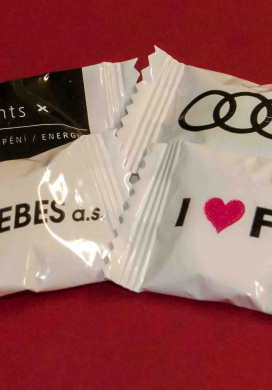 nts ×
PĚNÍ / ENERG
EBES a.s.
I ♥ F